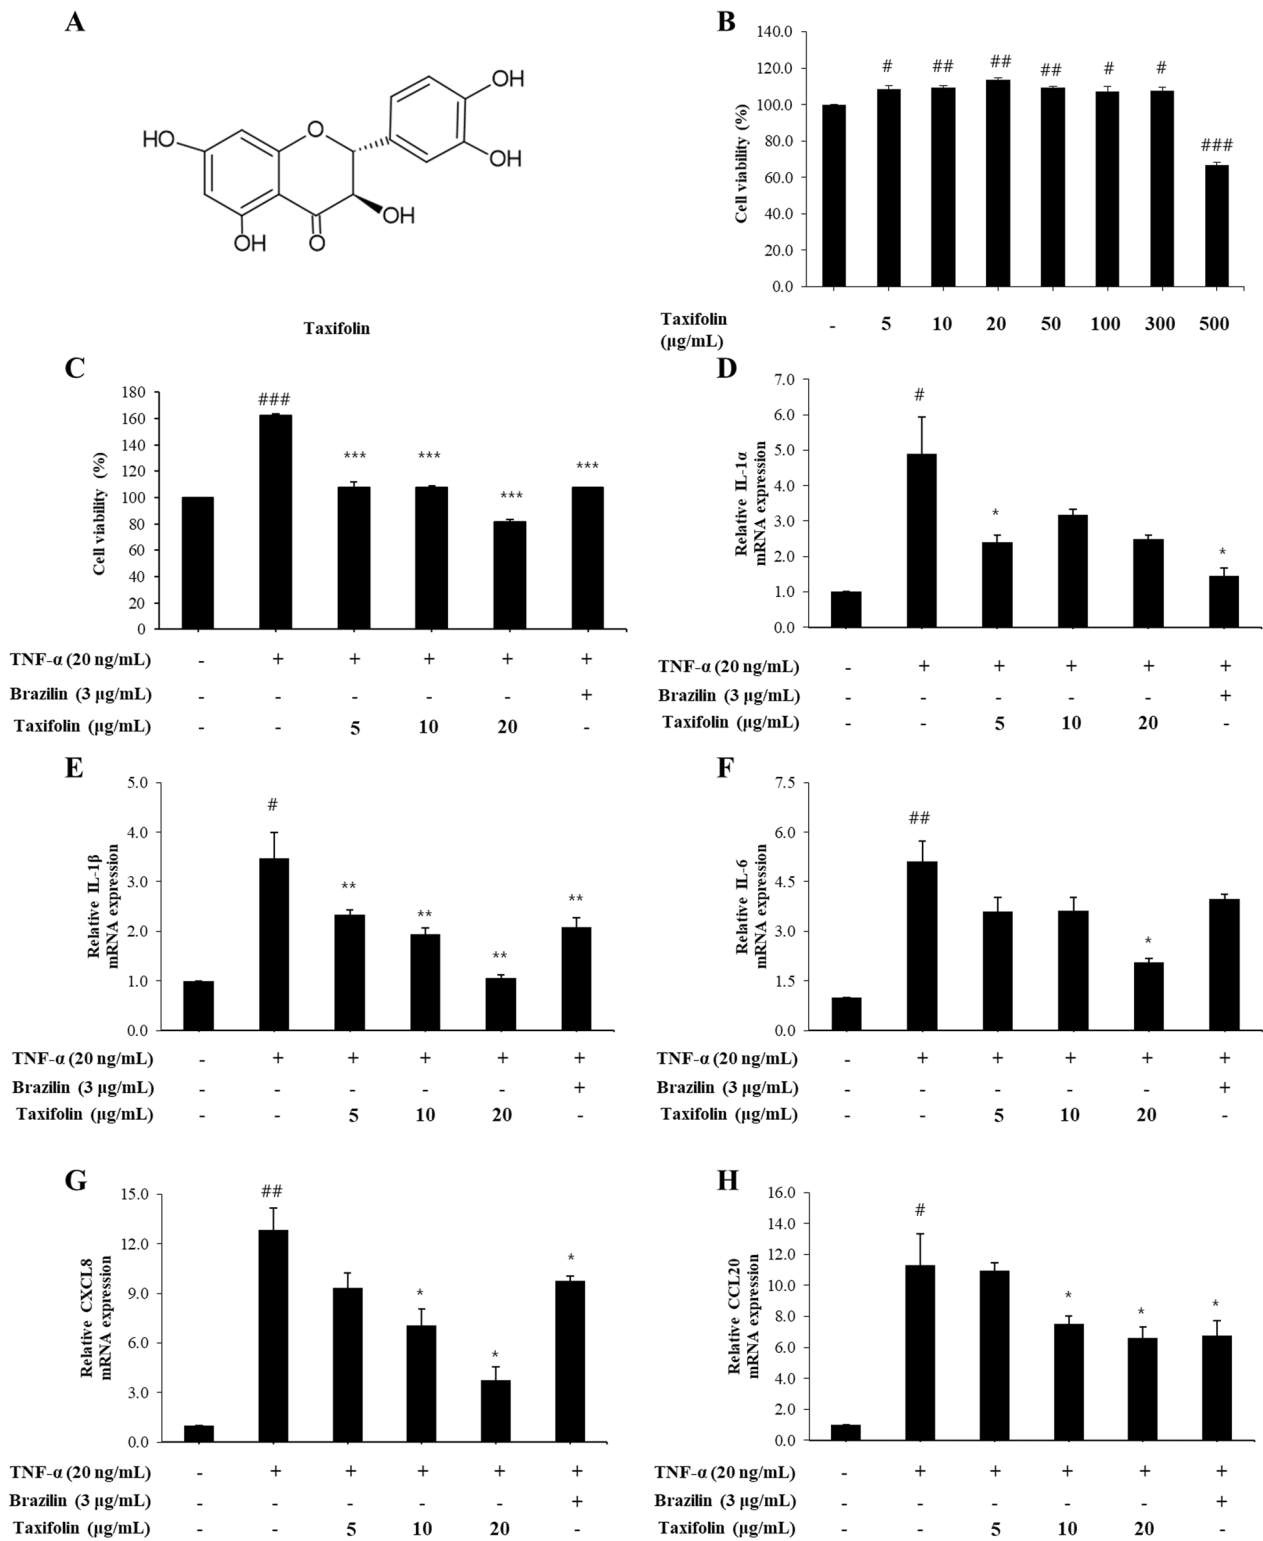 A
HO
O
OH
OH
OH
O
OH
Taxifolin
B
Cell viability (%)
140.0
120.0
100.0
80.0
60.0
40.0
20.0
0.0
# ## ## ## # # ###
Taxifolin
(μg/mL)
- 5 10 20 50 100 300 500
C
Cell viability (%)
180
160
140
120
100
80
60
40
20
0
### *** *** *** ***
TNF-α (20 ng/mL) - + + + + +
Brazilin (3 μg/mL) - - - - - +
Taxifolin (μg/mL) - - 5 10 20 -
D
Relative IL-1α
mRNA expression
7.0
6.0
5.0
4.0
3.0
2.0
1.0
0.0
# * *
TNF-α (20 ng/mL) - + + + + +
Brazilin (3 μg/mL) - - - - - +
Taxifolin (μg/mL) - - 5 10 20 -
E
Relative IL-1β
mRNA expression
5.0
4.0
3.0
2.0
1.0
0.0
# ** ** ** **
TNF-α (20 ng/mL) - + + + + +
Brazilin (3 μg/mL) - - - - - +
Taxifolin (μg/mL) - - 5 10 20 -
F
Relative IL-6
mRNA expression
7.5
6.0
4.5
3.0
1.5
0.0
## *
TNF-α (20 ng/mL) - + + + + +
Brazilin (3 μg/mL) - - - - - +
Taxifolin (μg/mL) - - 5 10 20 -
G
Relative CXCL8
mRNA expression
15.0
12.0
9.0
6.0
3.0
0.0
## * * *
TNF-α (20 ng/mL) - + + + + +
Brazilin (3 μg/mL) - - - - - +
Taxifolin (μg/mL) - - 5 10 20 -
H
Relative CCL20
mRNA expression
16.0
14.0
12.0
10.0
8.0
6.0
4.0
2.0
0.0
# * * *
TNF-α (20 ng/mL) - + + + + +
Brazilin (3 μg/mL) - - - - - +
Taxifolin (μg/mL) - - 5 10 20 -